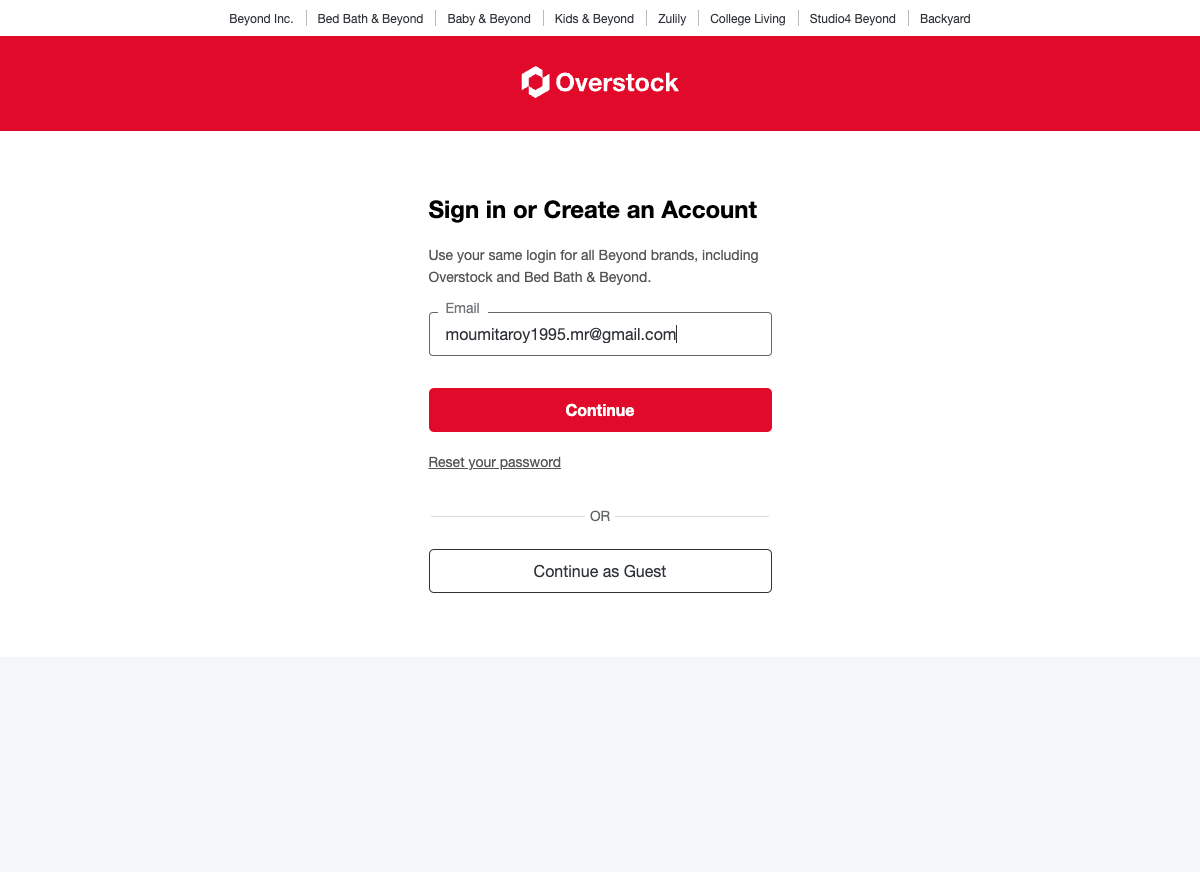 Beyond Inc. Bed Bath & Beyond Baby & Beyond Kids & Beyond Zulily College Living Studio4 Beyond Backyard
Overstock
Sign in or Create an Account
Use your same login for all Beyond brands, including
Overstock and Bed Bath & Beyond.
Email
moumitaroy1995.mr@gmail.com
Continue
Reset your password
OR
Continue as Guest